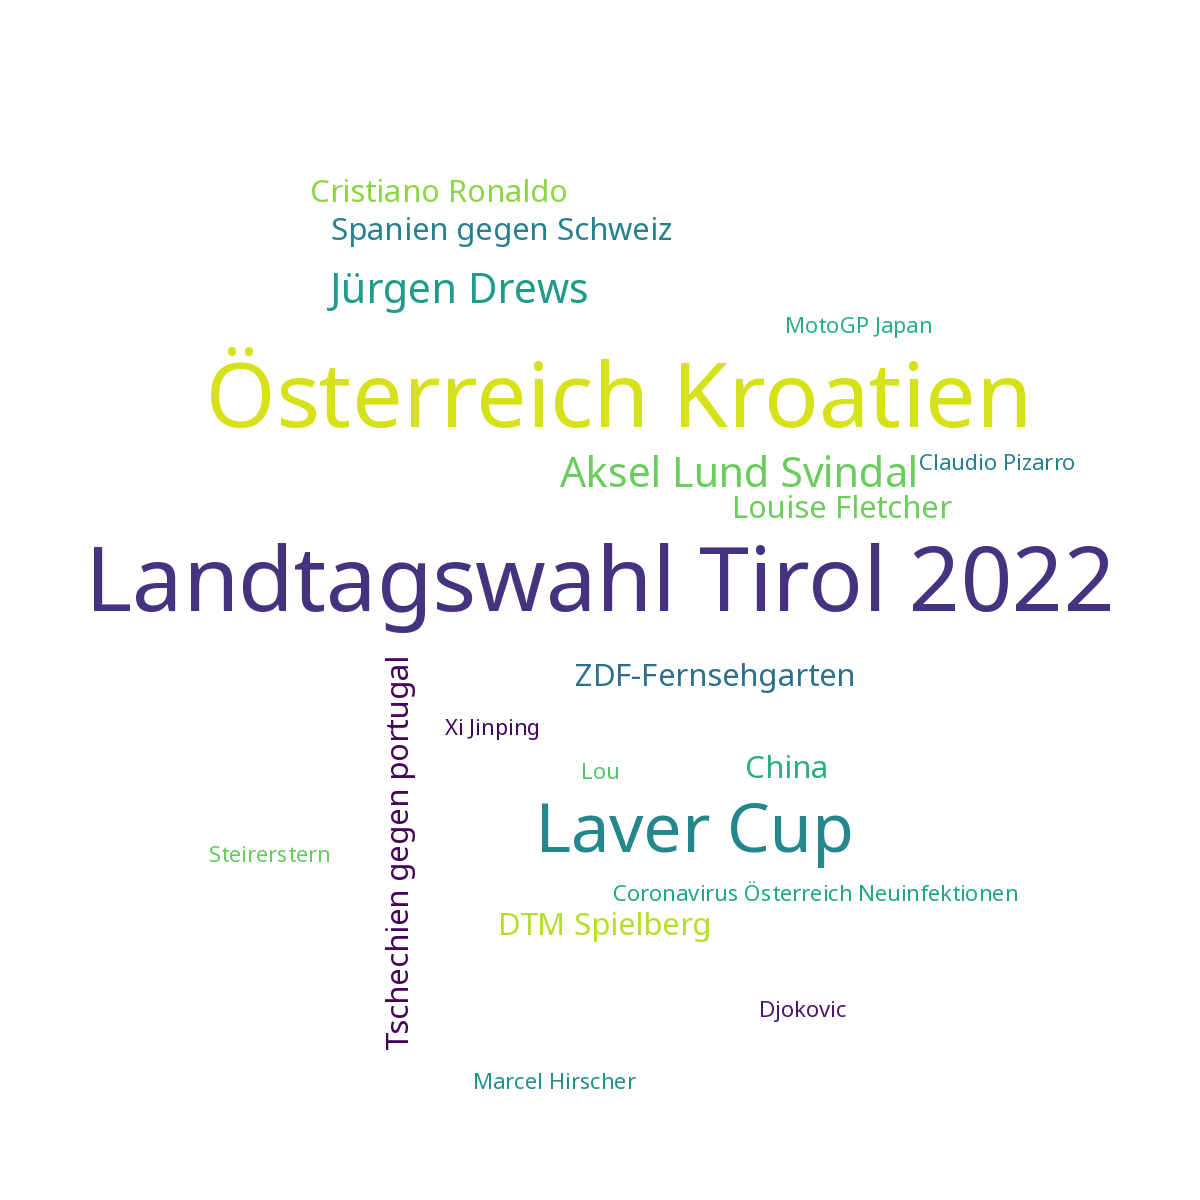 Cristiano Ronaldo
Spanien gegen Schweiz
Jürgen Drews
MotoGP Japan
Österreich Kroatien
Aksel Lund Svindal
Claudio Pizarro
Louise Fletcher
Landtagswahl Tirol 2022
Tschechien gegen portugal
ZDF-Fernsehgarten
Xi Jinping
Lou
China
Laver Cup
Steirerstern
Coronavirus Österreich Neuinfektionen
DTM Spielberg
Djokovic
Marcel Hirscher